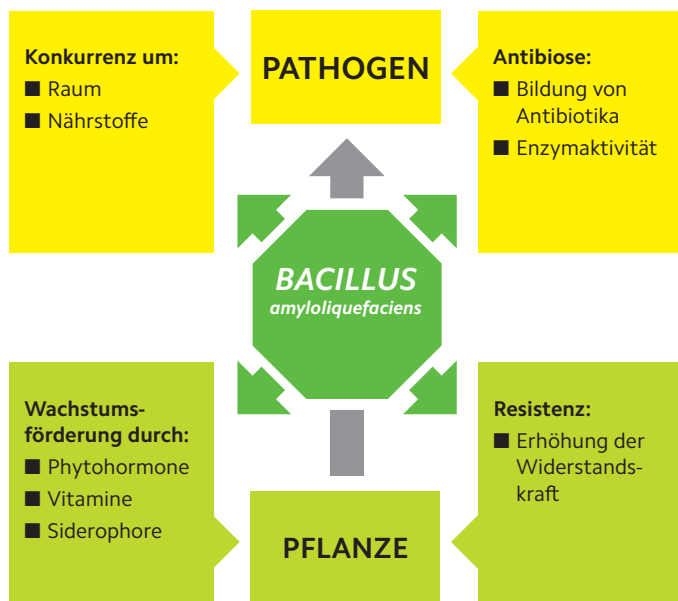 Konkurrenz um:
■ Raum
■ Nährstoffe
PATHOGEN
Antibiose:
■ Bildung von
Antibiotika
■ Enzymaktivität
BACILLUS
amyloliquefaciens
Wachstums-
förderung durch:
■ Phytohormone
■ Vitamine
■ Siderophore
PFLANZE
Resistenz:
■ Erhöhung der
Widerstands-
kraft